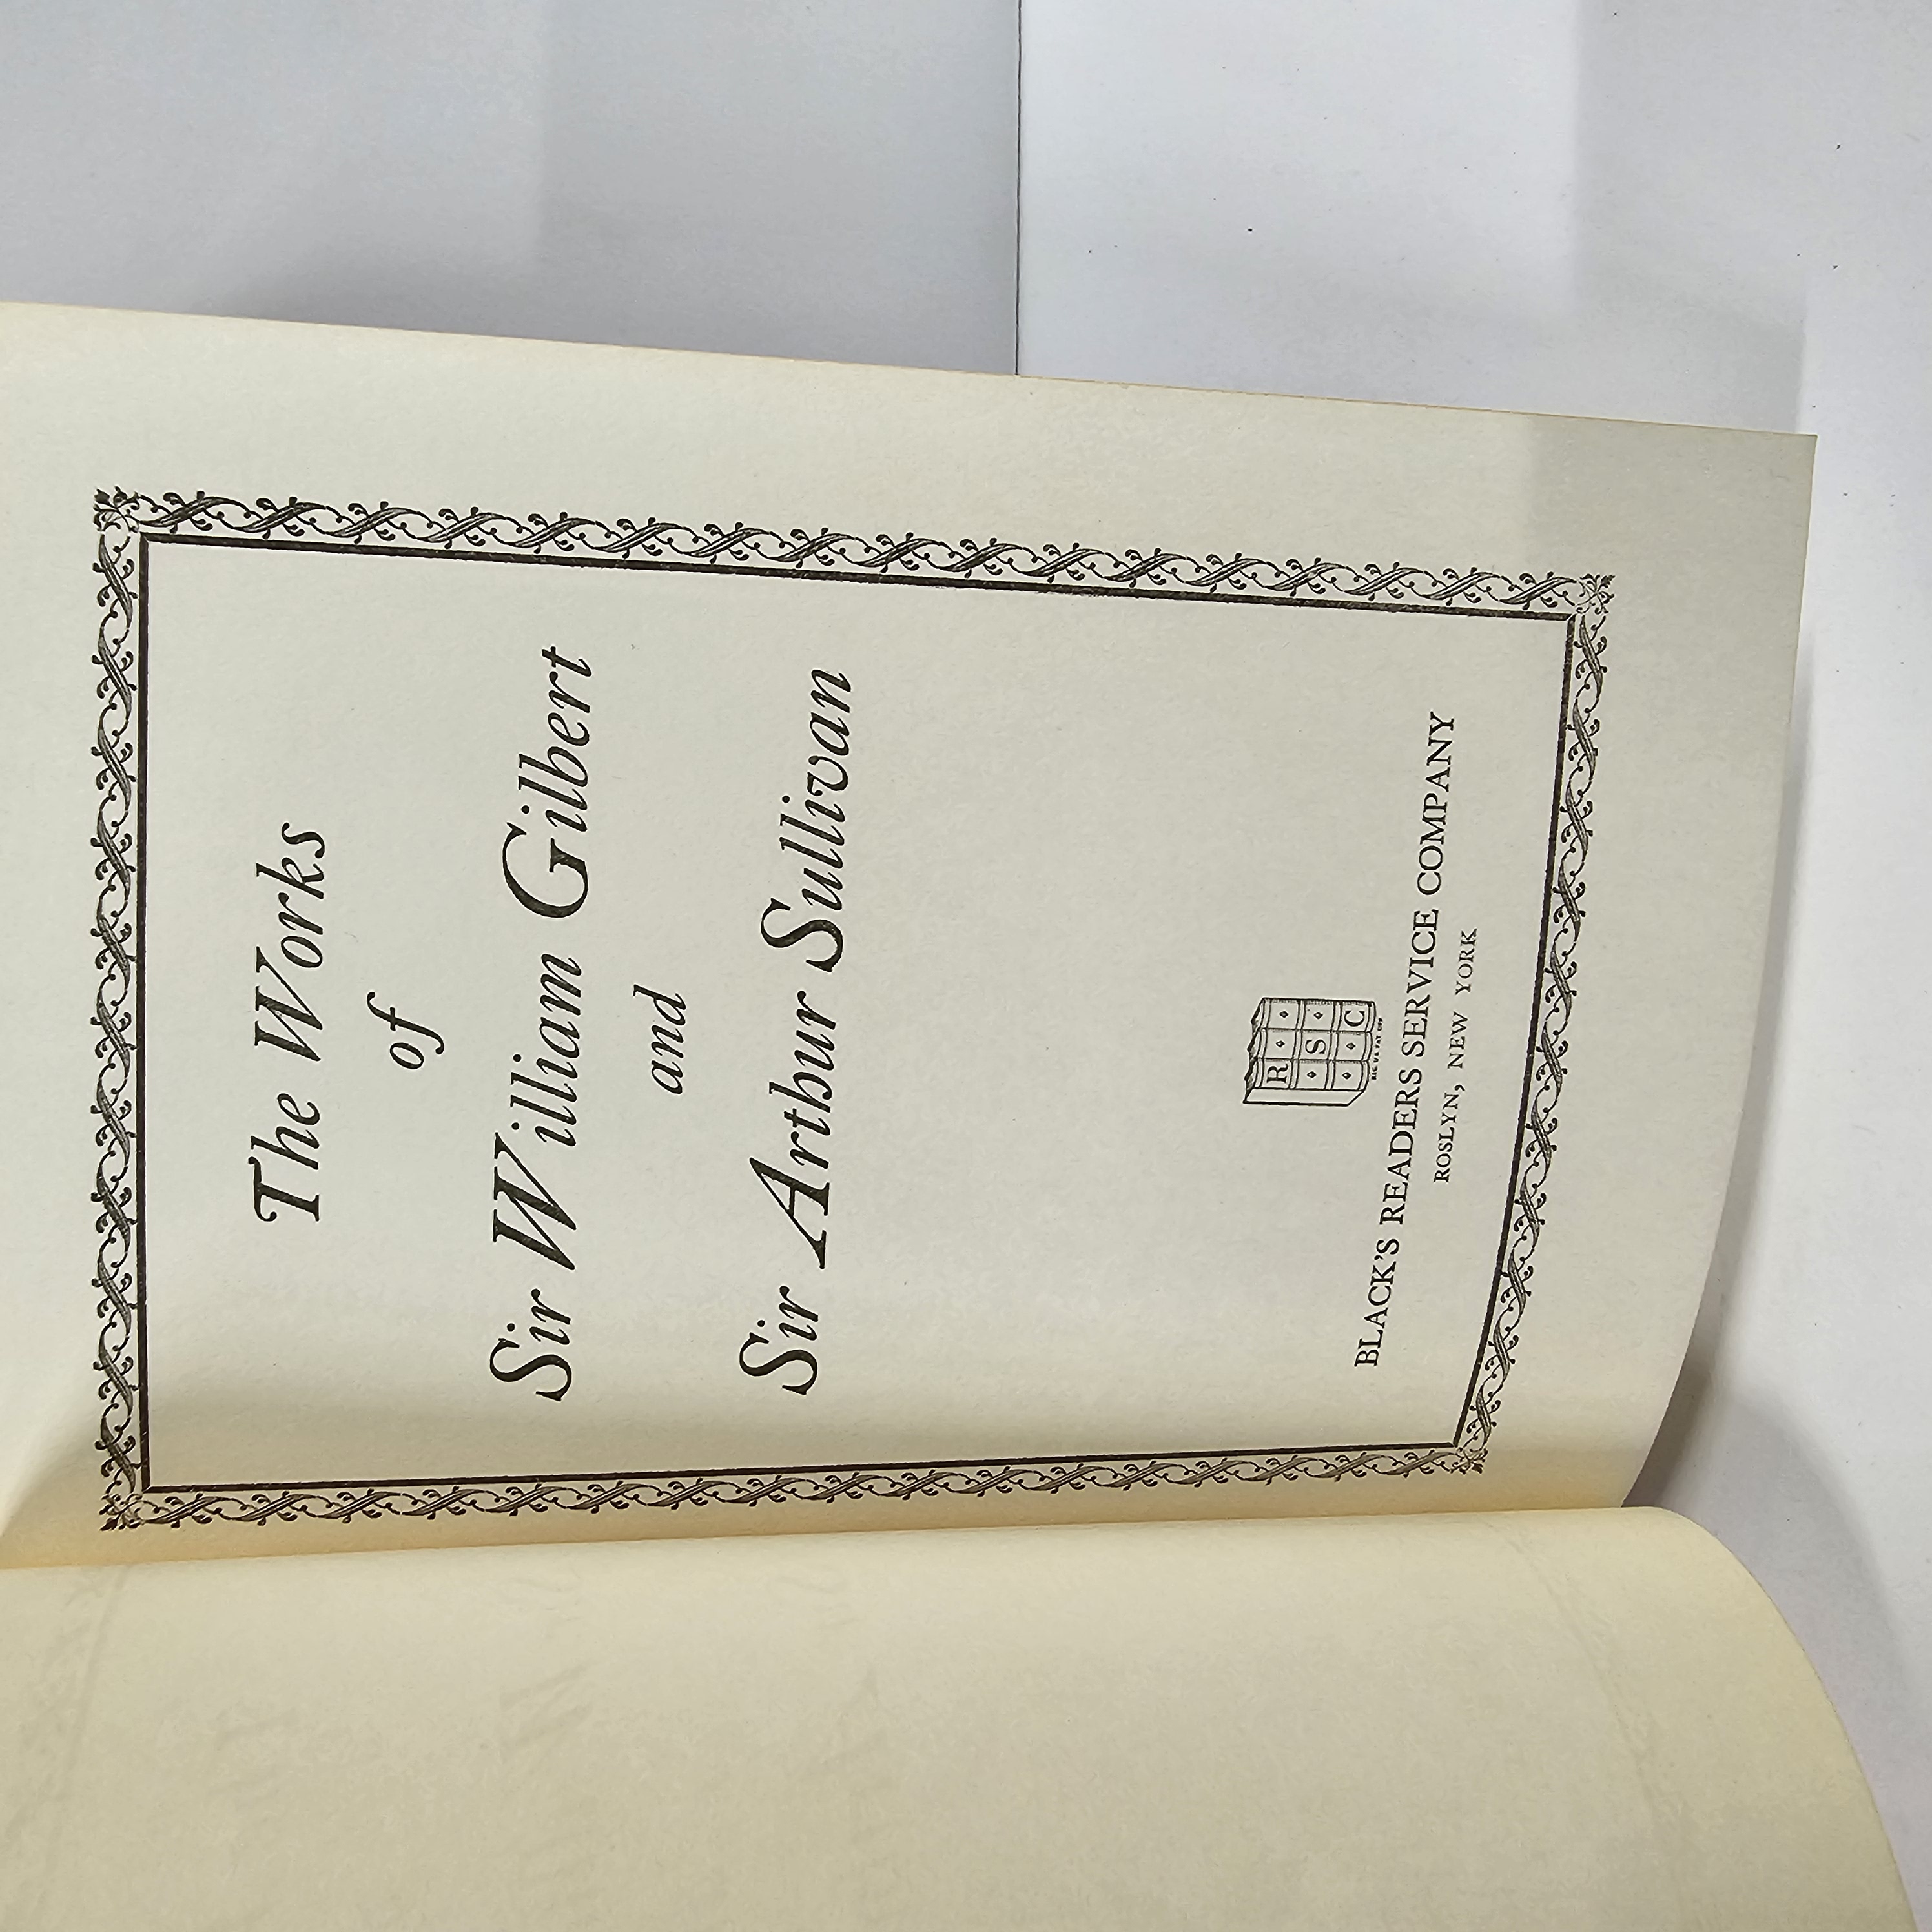 The Works
of
Sir William Gilbert
and
Sir Arthur Sullivan
R
S
C
REG. U.S. PAT. OFF
BLACK'S READERS SERVICE COMPANY
ROSLYN, NEW YORK